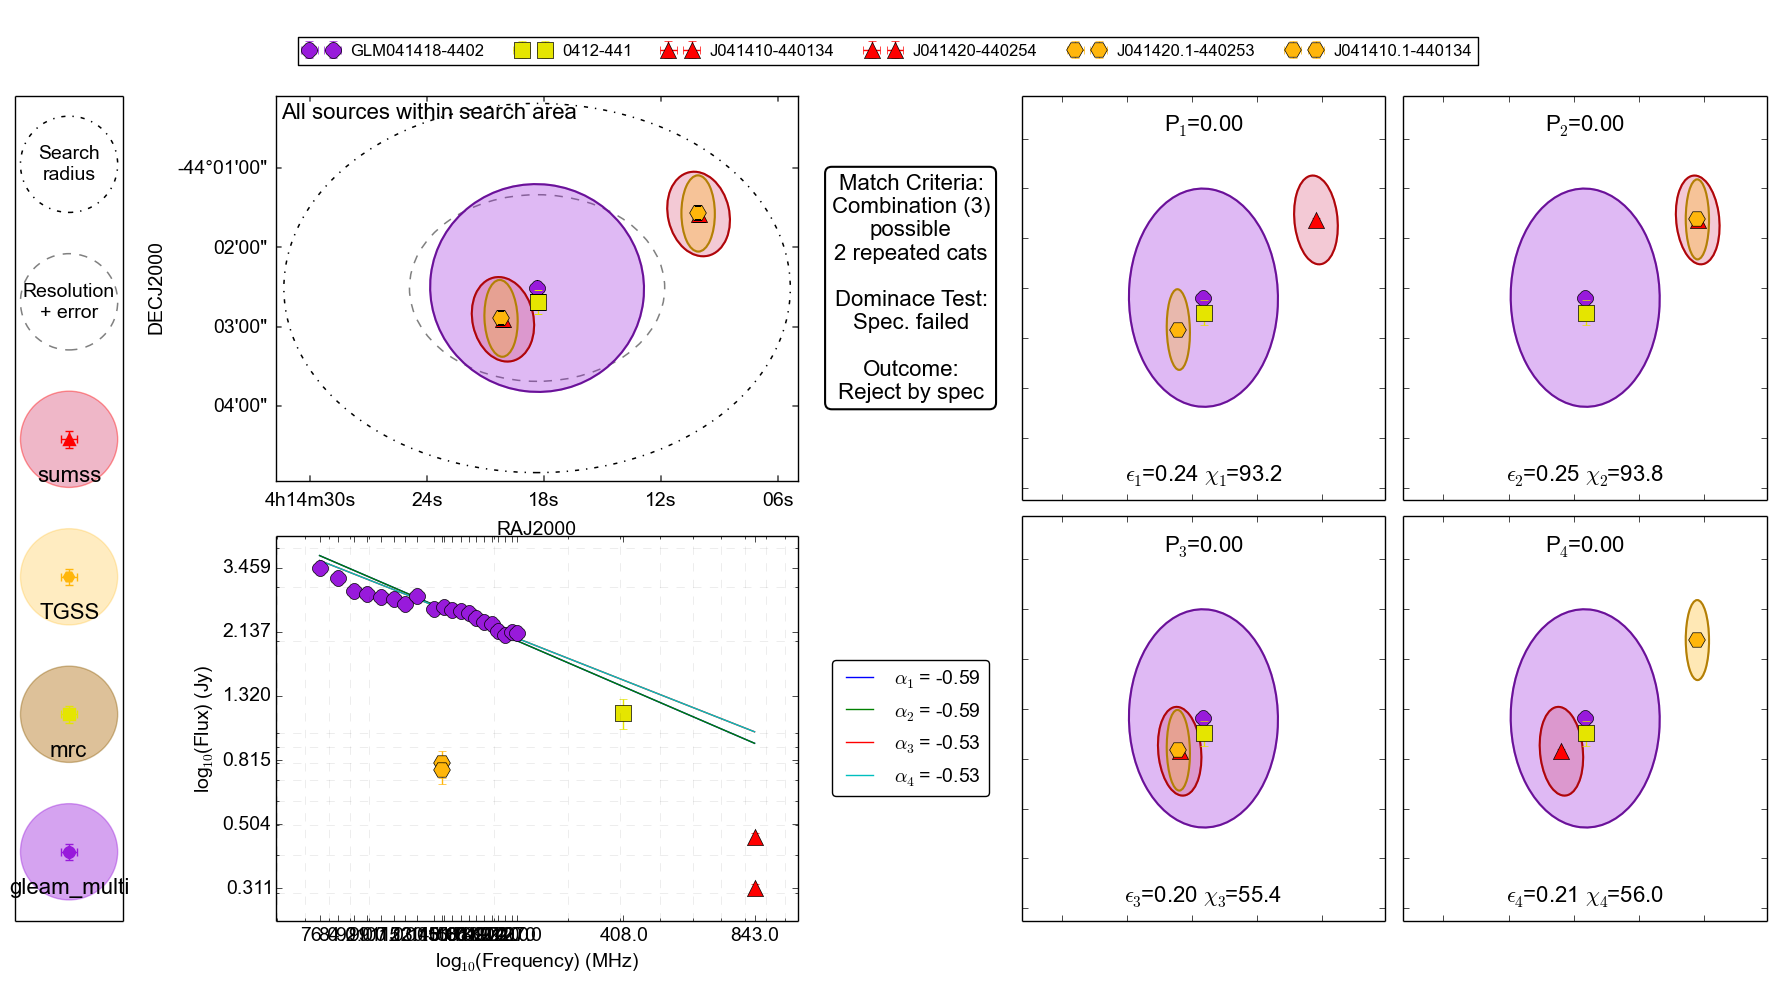 GLM041418-4402 0412-441 J041410-440134 J041420-440254 J041420.1-440253 J041410.1-440134
Search
radius
Resolution
+ error
sumss
TGSS
mrc
gleam_multi
All sources within search area
DECJ2000
-44°01'00"
02'00"
03'00"
04'00"
4h14m30s 24s 18s 12s 06s
RAJ2000
Match Criteria:
Combination (3)
possible
2 repeated cats
Dominace Test:
Spec. failed
Outcome:
Reject by spec
P1=0.00
ϵ1=0.24 χ1=93.2
P2=0.00
ϵ2=0.25 χ2=93.8
log10(Flux) (Jy)
3.459
2.137
1.320
0.815
0.504
0.311
408.0 843.0
log10(Frequency) (MHz)
α1 = -0.59
α2 = -0.59
α3 = -0.53
α4 = -0.53
P3=0.00
ϵ3=0.20 χ3=55.4
P4=0.00
ϵ4=0.21 χ4=56.0